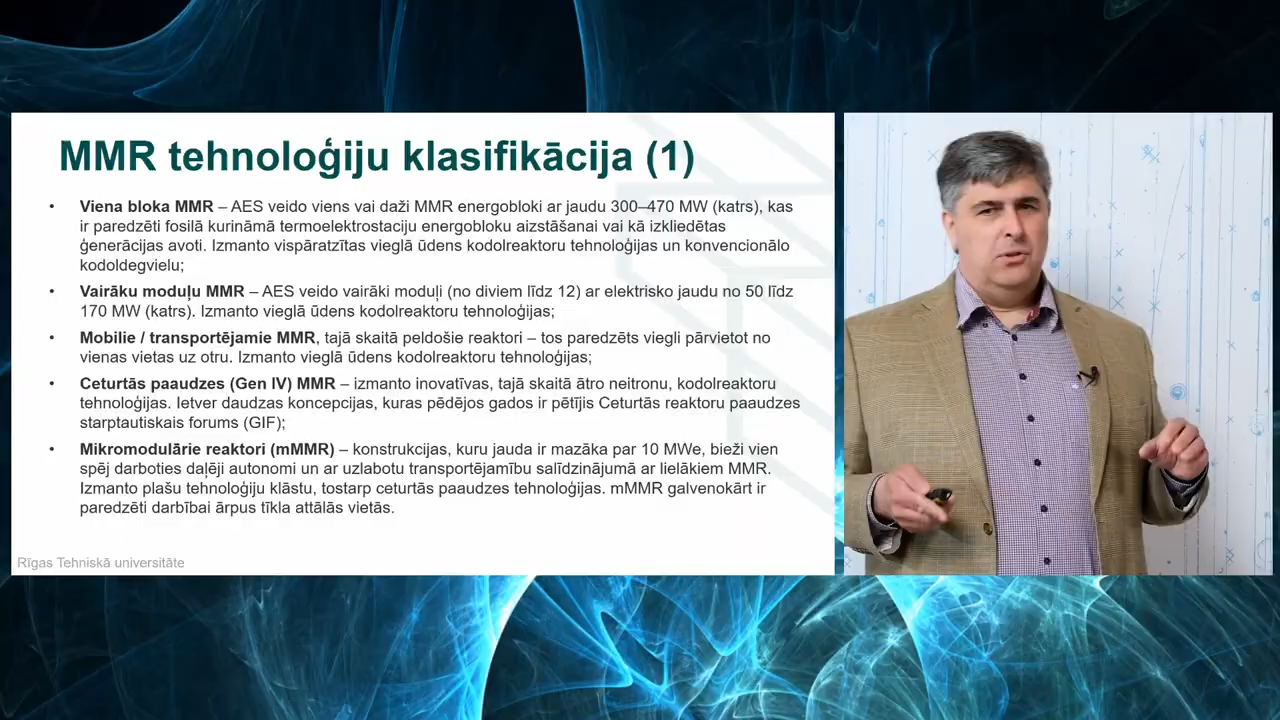 MMR tehnoloģiju klasifikācija (1)
• Viena bloka MMR – AES veido viens vai daži MMR energobloki ar jaudu 300–470 MW (katrs), kas
ir paredzēti fosilā kurināmā termoelektrostaciju energobloku aizstāšanai vai kā izkliedētas
ģenerācijas avoti. Izmanto vispāratzītas vieglā ūdens kodolreaktoru tehnoloģijas un konvencionālo
kodoldegvielu;
• Vairāku moduļu MMR – AES veido vairāki moduļi (no diviem līdz 12) ar elektrisko jaudu no 50 līdz
170 MW (katrs). Izmanto vieglā ūdens kodolreaktoru tehnoloģijas;
• Mobilie / transportējamie MMR, tajā skaitā peldošie reaktori – tos paredzēts viegli pārvietot no
vienas vietas uz otru. Izmanto vieglā ūdens kodolreaktoru tehnoloģijas;
• Ceturtās paaudzes (Gen IV) MMR – izmanto inovatīvas, tajā skaitā ātro neitronu, kodolreaktoru
tehnoloģijas. Ietver daudzas koncepcijas, kuras pēdējos gados ir pētījis Ceturtās reaktoru paaudzes
starptautiskais forums (GIF);
• Mikromodulārie reaktori (mMMR) – konstrukcijas, kuru jauda ir mazāka par 10 MWe, bieži vien
spēj darboties daļēji autonomi un ar uzlabotu transportējamību salīdzinājumā ar lielākiem MMR.
Izmanto plašu tehnoloģiju klāstu, tostarp ceturtās paaudzes tehnoloģijas. mMMR galvenokārt ir
paredzēti darbībai ārpus tīkla attālās vietās.
Rīgas Tehniskā universitāte